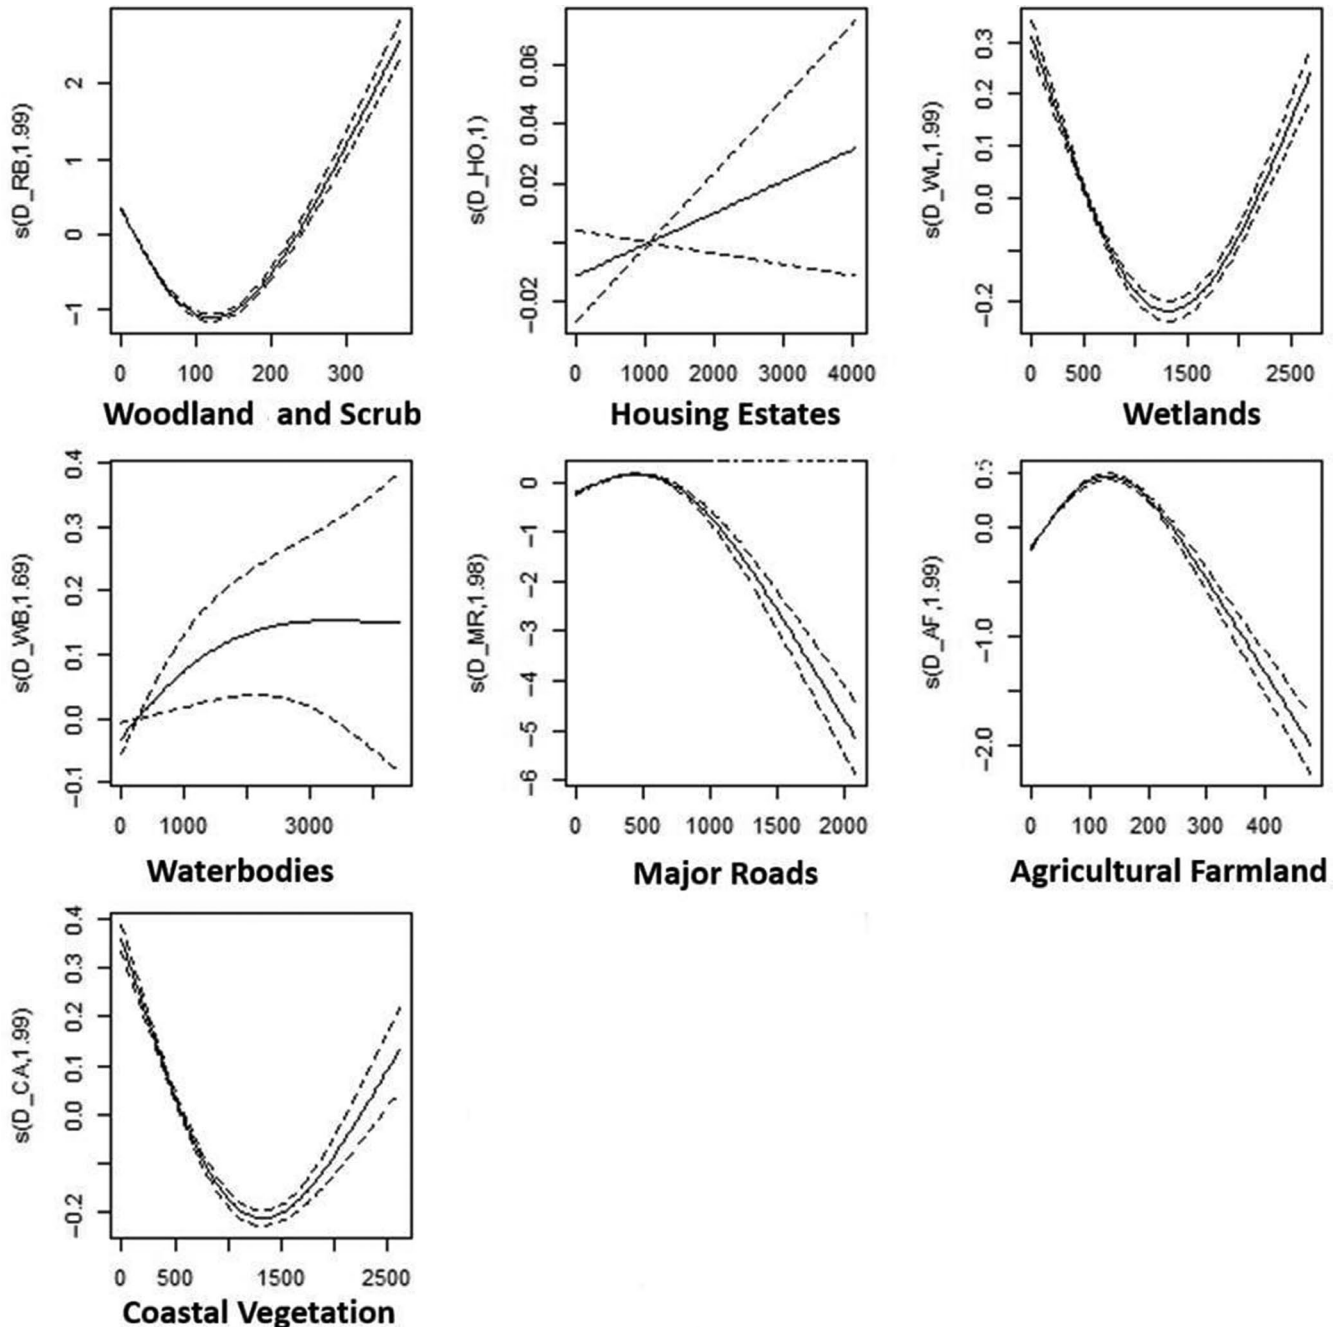 s(D_RB,1.99)
2
1
0
−1
0 100 200 300
Woodland and Scrub
s(D_HO,1)
0.06
0.04
0.02
−0.02
0 1000 2000 3000 4000
Housing Estates
s(D_WL,1.99)
0.3
0.2
0.1
0.0
−0.2
0 500 1500 2500
Wetlands
s(D_WB,1.69)
0.4
0.3
0.2
0.1
0.0
−0.1
0 1000 3000
Waterbodies
s(D_MR,1.98)
0
−1
−2
−3
−4
−5
−6
0 500 1000 1500 2000
Major Roads
s(D_AF,1.99)
0.5
0.0
−1.0
−2.0
0 100 200 300 400
Agricultural Farmland
s(D_CA,1.99)
0.4
0.3
0.2
0.1
0.0
−0.2
0 500 1500 2500
Coastal Vegetation